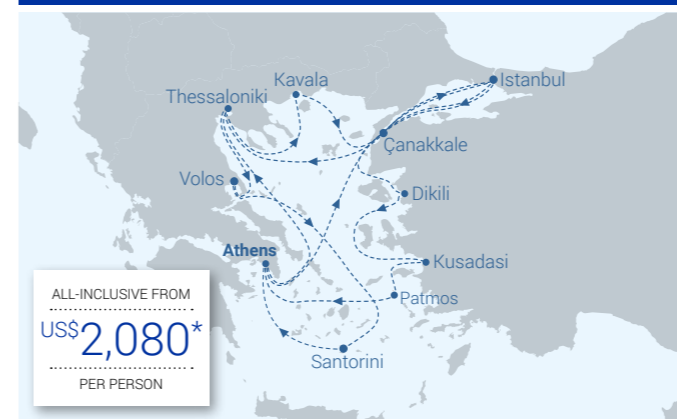 Istanbul
Kavala
Thessaloniki
Çanakkale
Volos
Dikili
Athens
Kusadasi
Patmos
Santorini
ALL-INCLUSIVE FROM
US$2,080*
PER PERSON